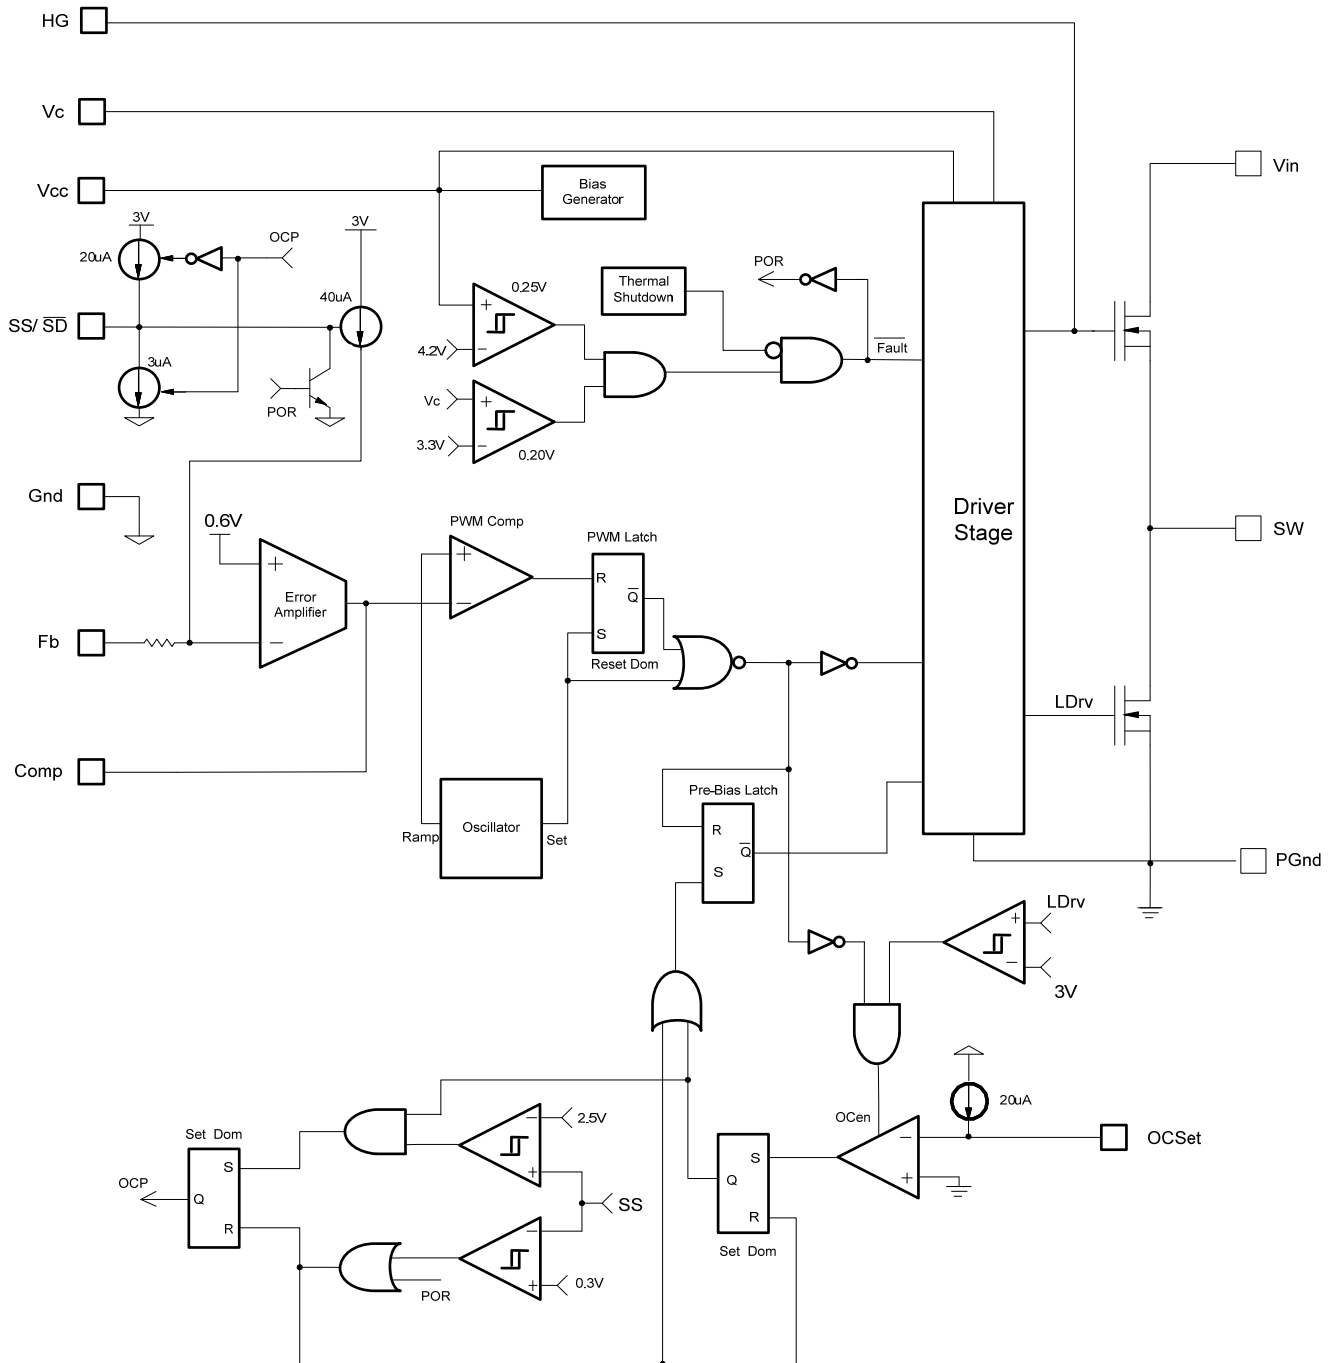 HG
Vc
Vcc
Bias
Generator
Vin
3V
3V
OCP
20uA
POR
Thermal
Shutdown
0.25V
40uA
+
SS/ S̅D̅
4.2V
−
F̅a̅u̅l̅t̅
3uA
Vc
+
POR
3.3V
−
0.20V
Gnd
Driver
Stage
0.6V
PWM Comp
SW
PWM Latch
+
+
R
Error
Amplifier
Q̅
−
Fb
−
S
Reset Dom
LDrv
Comp
Pre-Bias Latch
Oscillator
Ramp
Set
R
Q̅
S
PGnd
LDrv
+
−
3V
20uA
OCen
2.5V
−
Set Dom
−
OCSet
S
S
+
+
OCP
Q
Q
SS
R
R
−
Set Dom
+
0.3V
POR